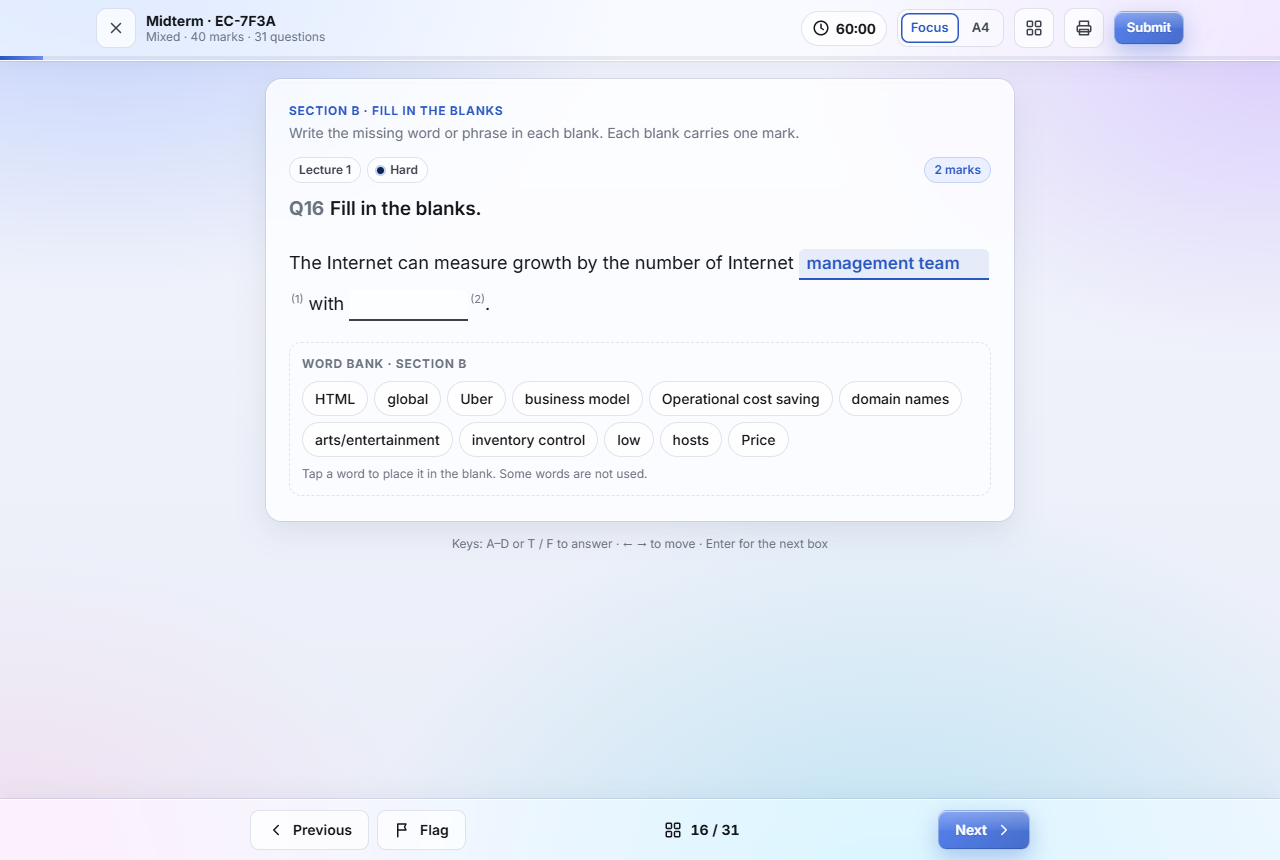 Midterm · EC-7F3A
Mixed · 40 marks · 31 questions
60:00
Focus
A4
Submit
SECTION B · FILL IN THE BLANKS
Write the missing word or phrase in each blank. Each blank carries one mark.
Lecture 1
Hard
2 marks
Q16 Fill in the blanks.
The Internet can measure growth by the number of Internet management team
(1) with (2).
WORD BANK · SECTION B
HTML global Uber business model Operational cost saving domain names
arts/entertainment inventory control low hosts Price
Tap a word to place it in the blank. Some words are not used.
Keys: A–D or T / F to answer · ← → to move · Enter for the next box
Previous
Flag
16 / 31
Next